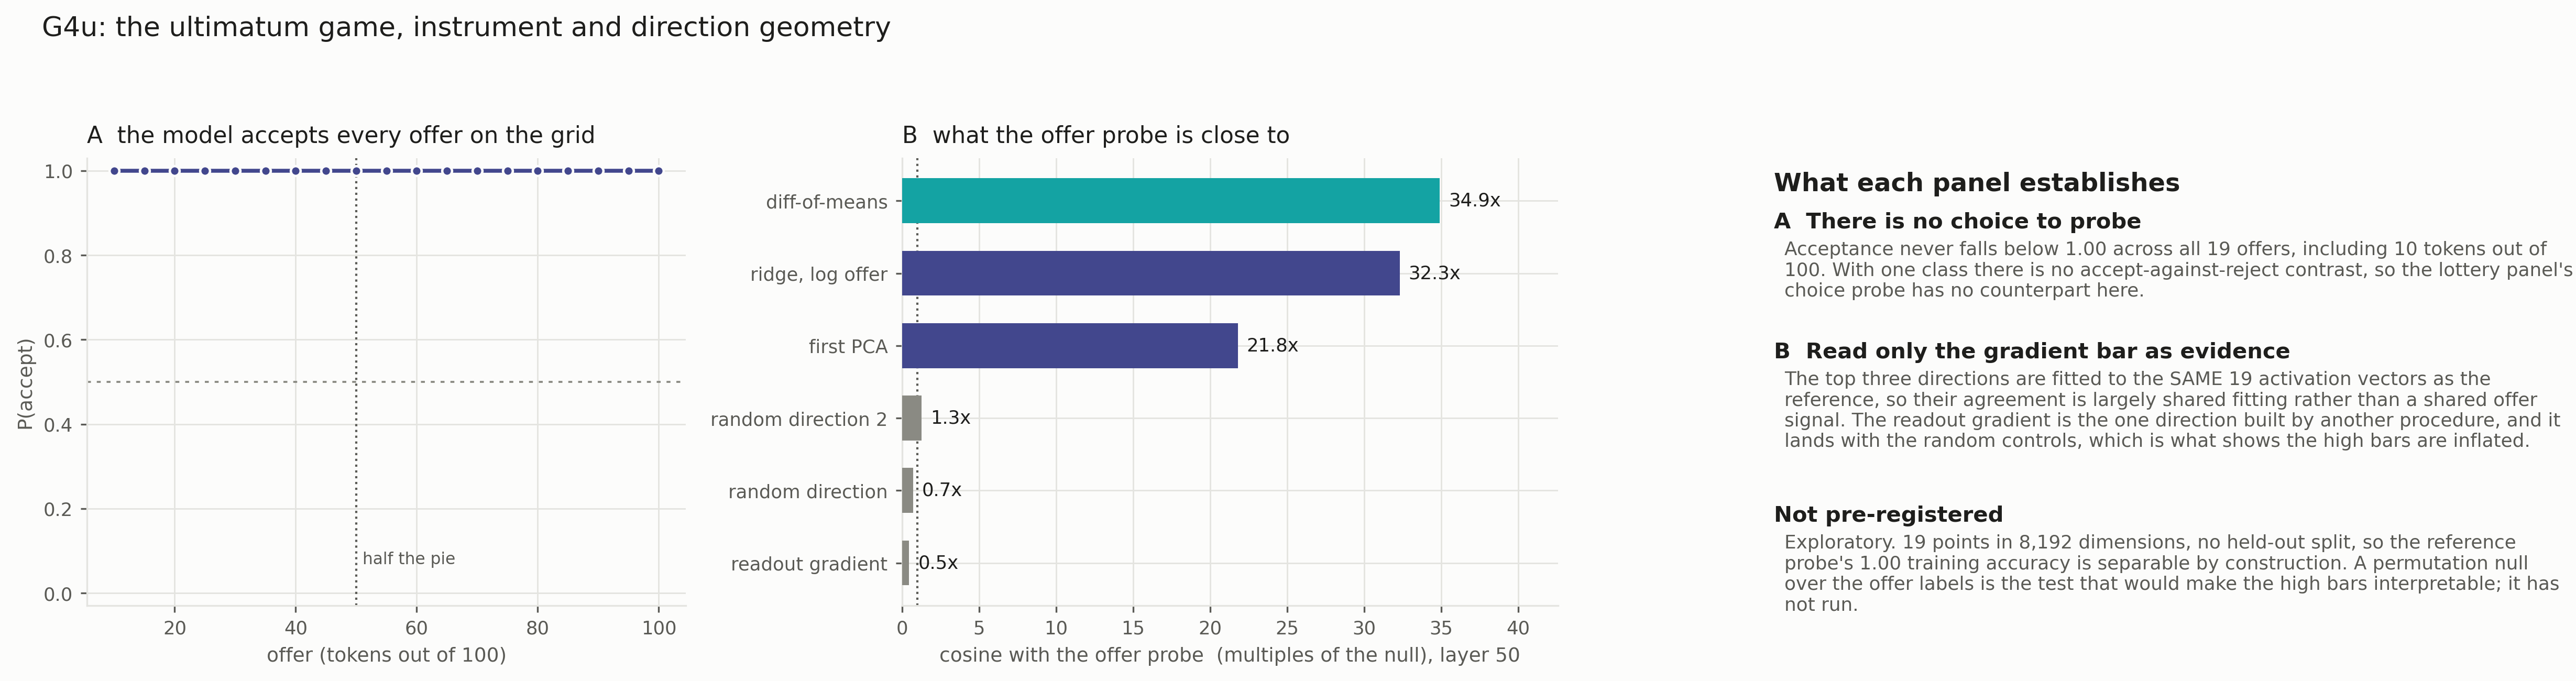 G4u: the ultimatum game, instrument and direction geometry
A  the model accepts every offer on the grid
P(accept)
1.0
0.8
0.6
0.4
0.2
0.0
half the pie
20
40
60
80
100
offer (tokens out of 100)
B  what the offer probe is close to
diff-of-means
34.9x
ridge, log offer
32.3x
first PCA
21.8x
random direction 2
1.3x
random direction
0.7x
readout gradient
0.5x
0
5
10
15
20
25
30
35
40
cosine with the offer probe  (multiples of the null), layer 50
What each panel establishes
A  There is no choice to probe
Acceptance never falls below 1.00 across all 19 offers, including 10 tokens out of
100. With one class there is no accept-against-reject contrast, so the lottery panel's
choice probe has no counterpart here.
B  Read only the gradient bar as evidence
The top three directions are fitted to the SAME 19 activation vectors as the
reference, so their agreement is largely shared fitting rather than a shared offer
signal. The readout gradient is the one direction built by another procedure, and it
lands with the random controls, which is what shows the high bars are inflated.
Not pre-registered
Exploratory. 19 points in 8,192 dimensions, no held-out split, so the reference
probe's 1.00 training accuracy is separable by construction. A permutation null
over the offer labels is the test that would make the high bars interpretable; it has
not run.